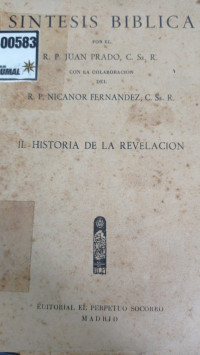 SINTESIS BIBLICA
00583
POR EL
R. P. JUAN PRADO, C. Ss. R.
CON LA COLABORACION
DEL
R. P. NICANOR FERNANDEZ, C. Ss. R.
II. HISTORIA DE LA REVELACION
EDITORIAL EL PERPETUO SOCORRO
MADRID